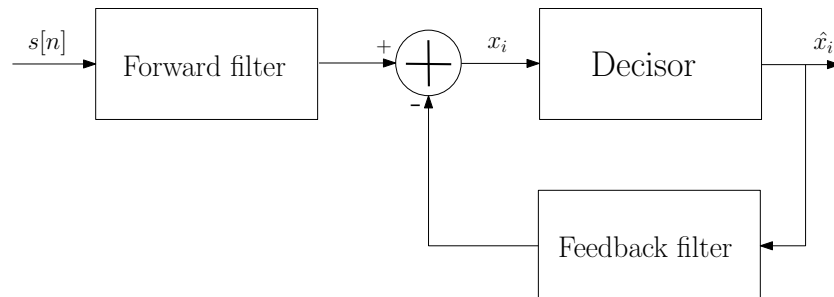 s[n]
Forward filter
+
-
x_i
Decisor
x̂_i
Feedback filter